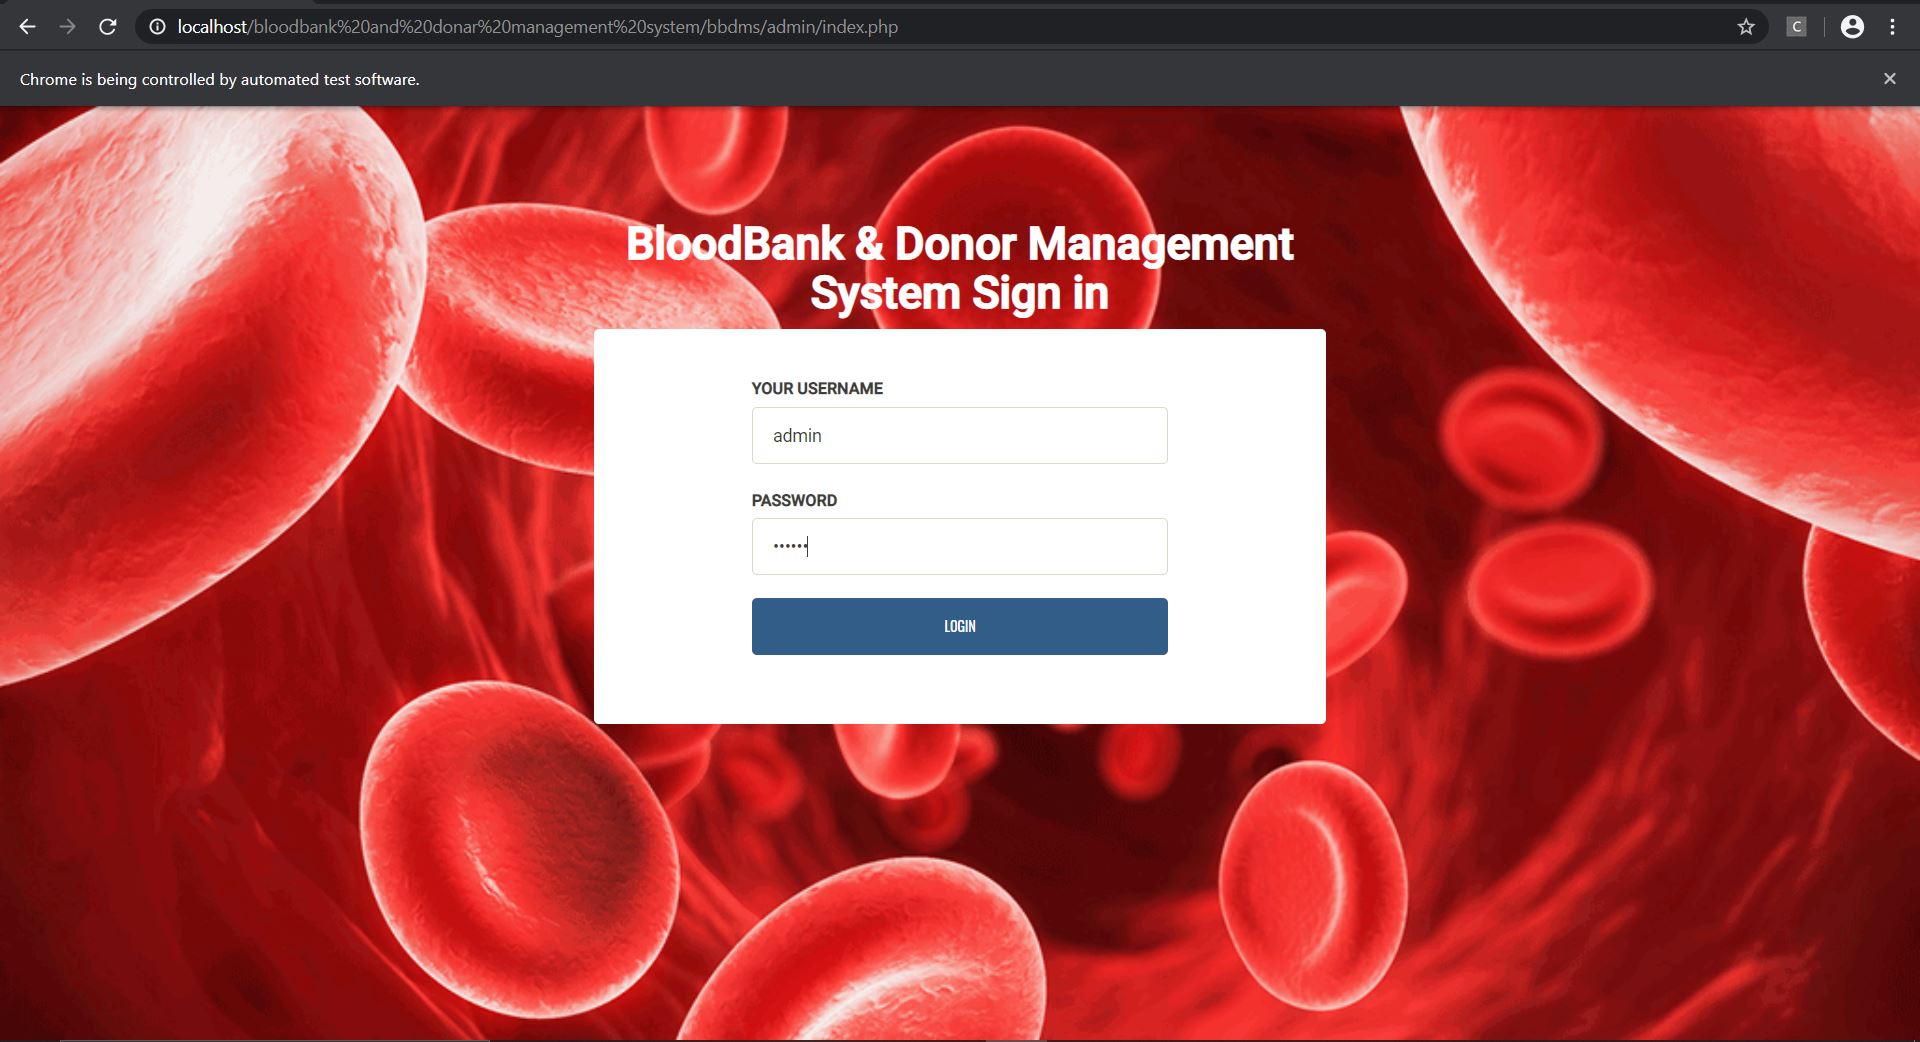 localhost/bloodbank%20and%20donar%20management%20system/bbdms/admin/index.php
C
Chrome is being controlled by automated test software.
BloodBank & Donor Management
System Sign in
YOUR USERNAME
admin
PASSWORD
••••••
LOGIN